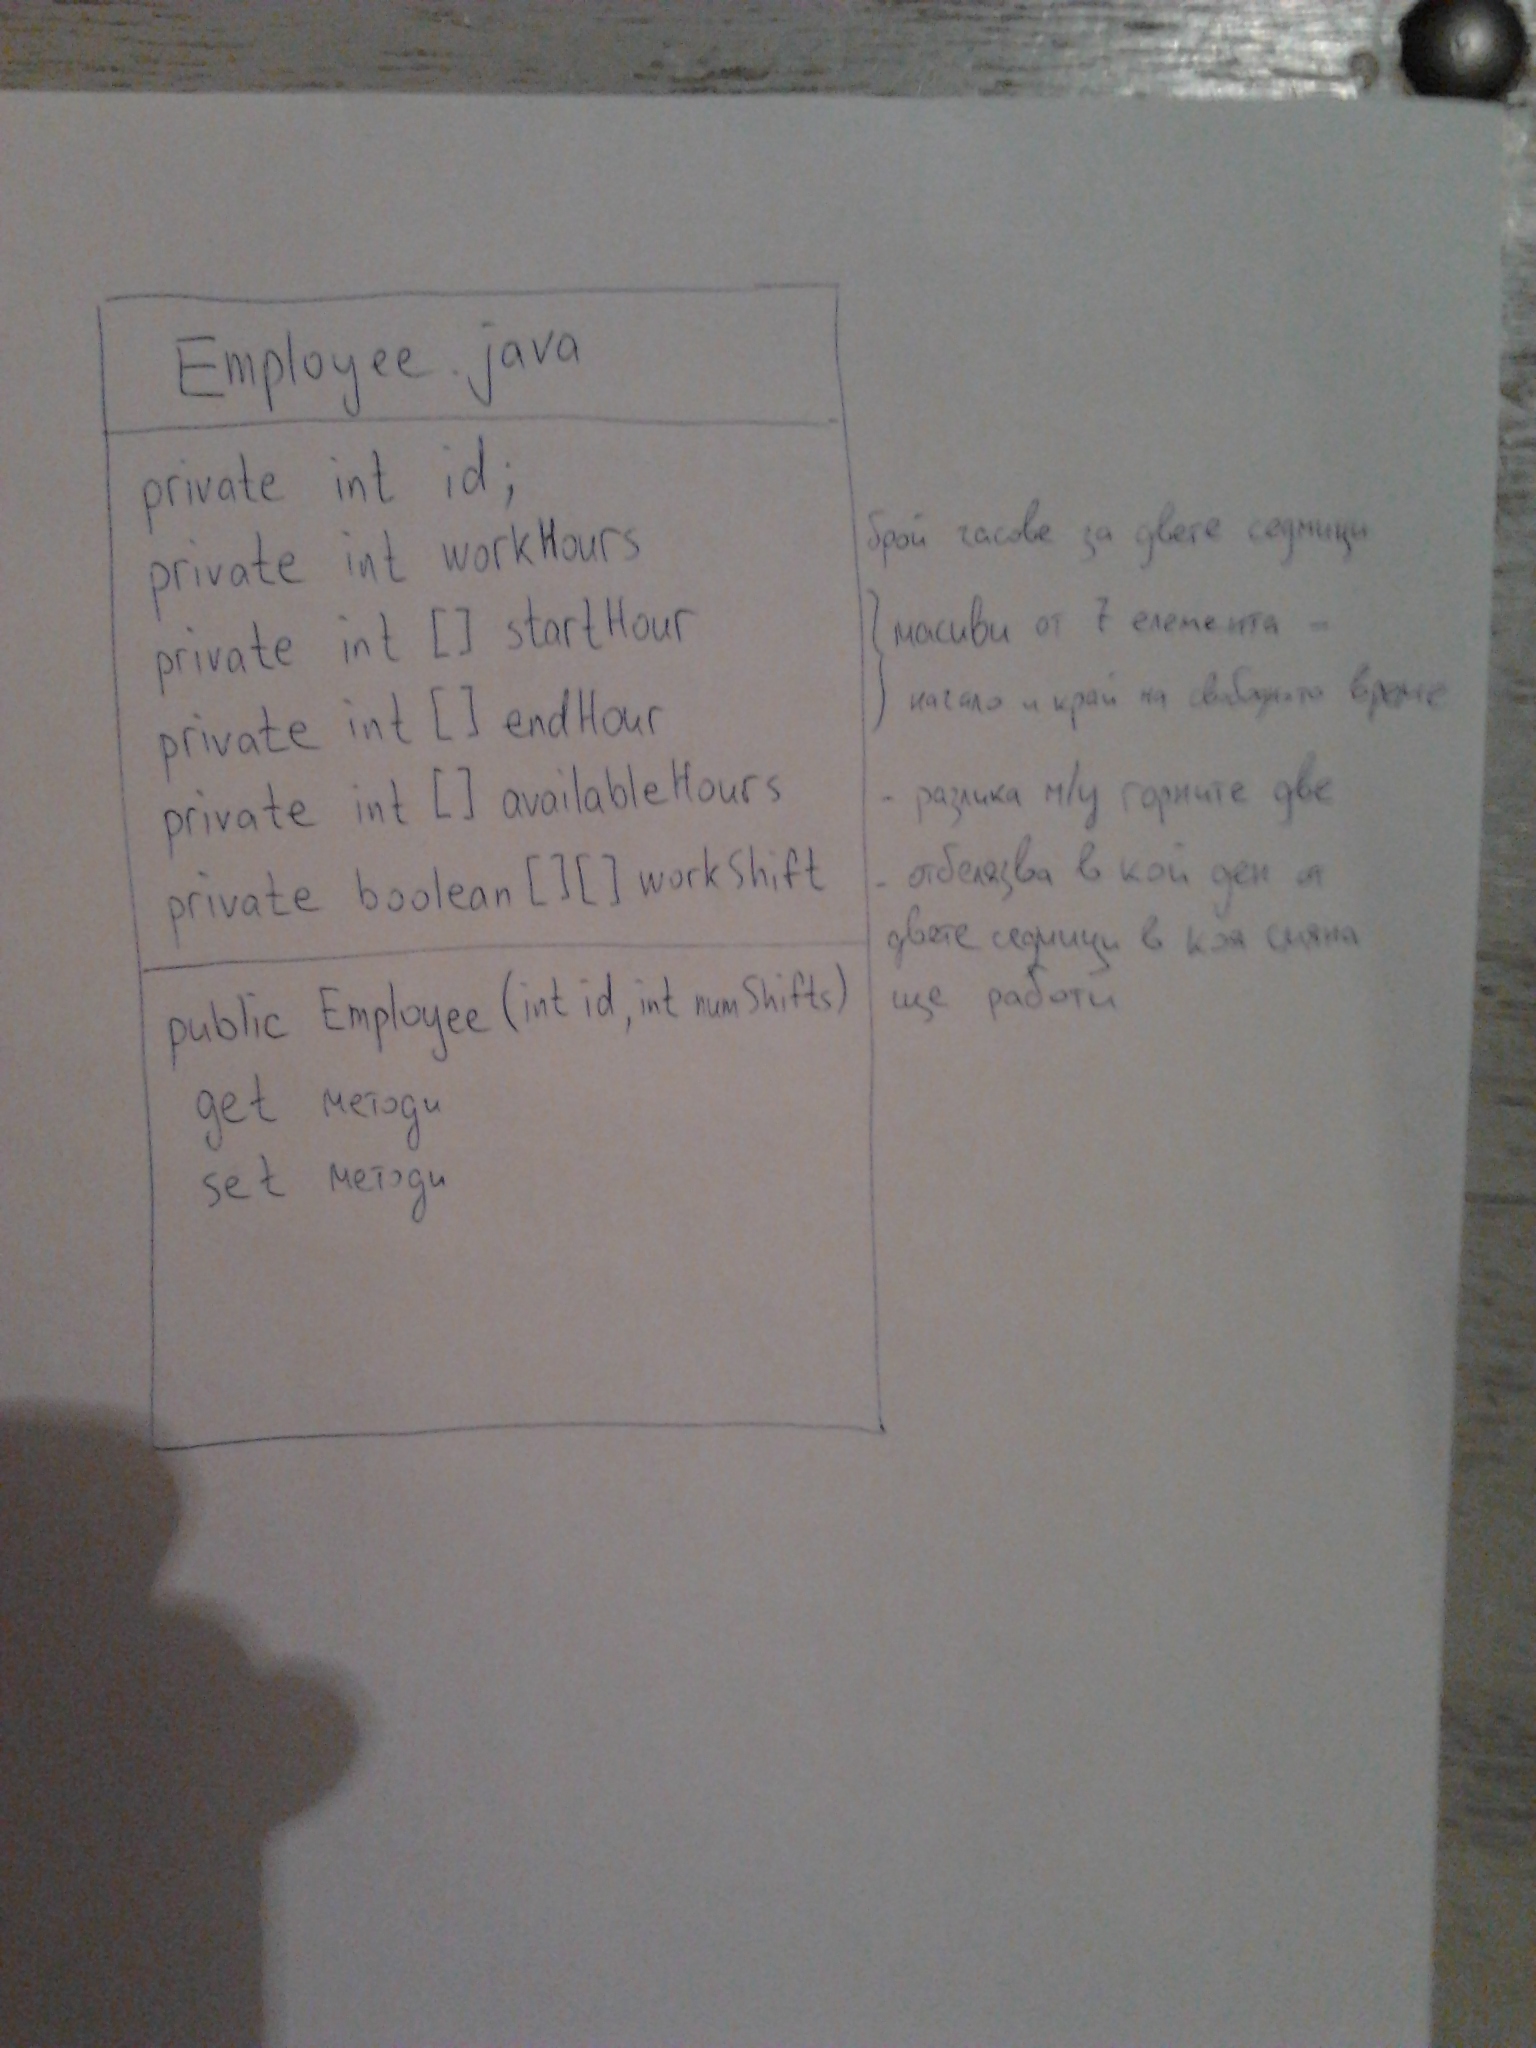 Employee.java
private int id;
private int workHours
брой часове за двете седмици
private int [] startHour
масиви от 7 елемента -
private int [] endHour
начало и край на свободното време
private int [] availableHours
- разлика м/у горните две
private boolean [][] workShift
- отбелязва в кой ден от
двете седмици в коя смяна
ще работи
public Employee (int id, int numShifts)
get методи
set методи